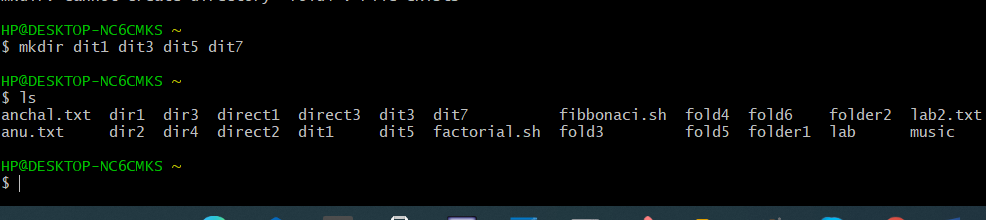 HP@DESKTOP-NC6CMKS ~
$ mkdir dit1 dit3 dit5 dit7
HP@DESKTOP-NC6CMKS ~
$ ls
anchal.txt  dir1  dir3  direct1  direct3  dit3  dit7          fibbonaci.sh  fold4  fold6    folder2  lab2.txt
anu.txt     dir2  dir4  direct2  dit1     dit5  factorial.sh  fold3         fold5  folder1  lab      music
HP@DESKTOP-NC6CMKS ~
$